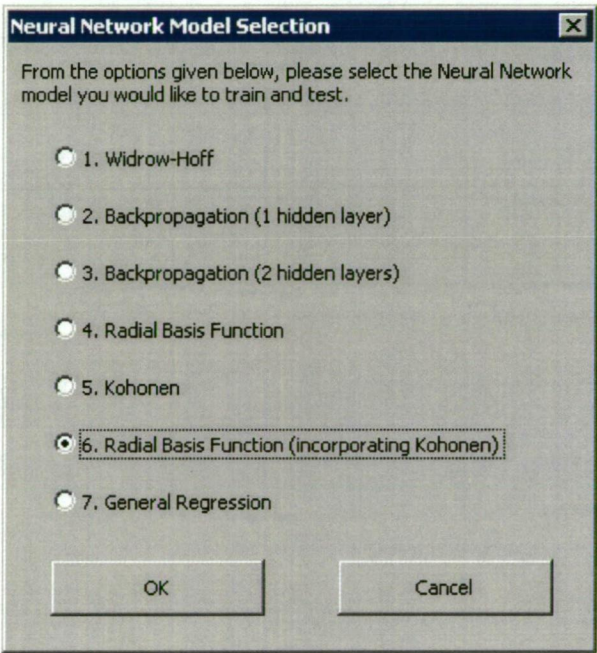 Neural Network Model Selection
From the options given below, please select the Neural Network
model you would like to train and test.
1. Widrow-Hoff
2. Backpropagation (1 hidden layer)
3. Backpropagation (2 hidden layers)
4. Radial Basis Function
5. Kohonen
6. Radial Basis Function (incorporating Kohonen)
7. General Regression
OK Cancel